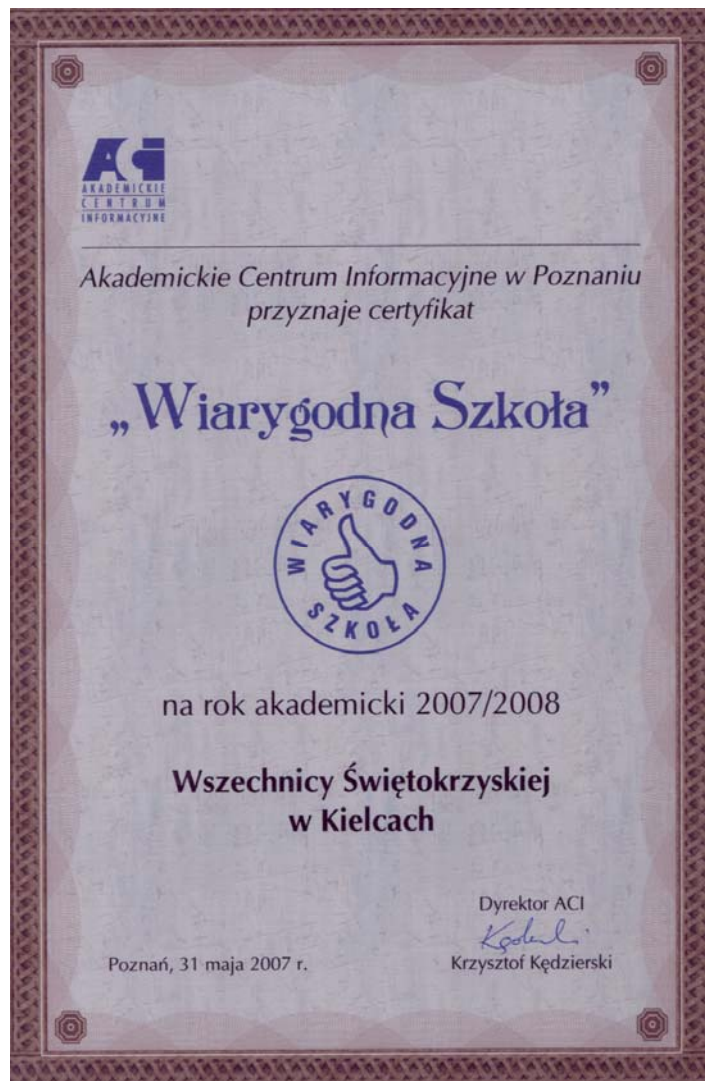 ACI
AKADEMICKIE
CENTRUM
INFORMACYJNE
Akademickie Centrum Informacyjne w Poznaniu
przyznaje certyfikat
„Wiarygodna Szkoła”
WIARYGODNA
SZKOŁA
na rok akademicki 2007/2008
Wszechnicy Świętokrzyskiej
w Kielcach
Dyrektor ACI
Poznań, 31 maja 2007 r.
Krzysztof Kędzierski